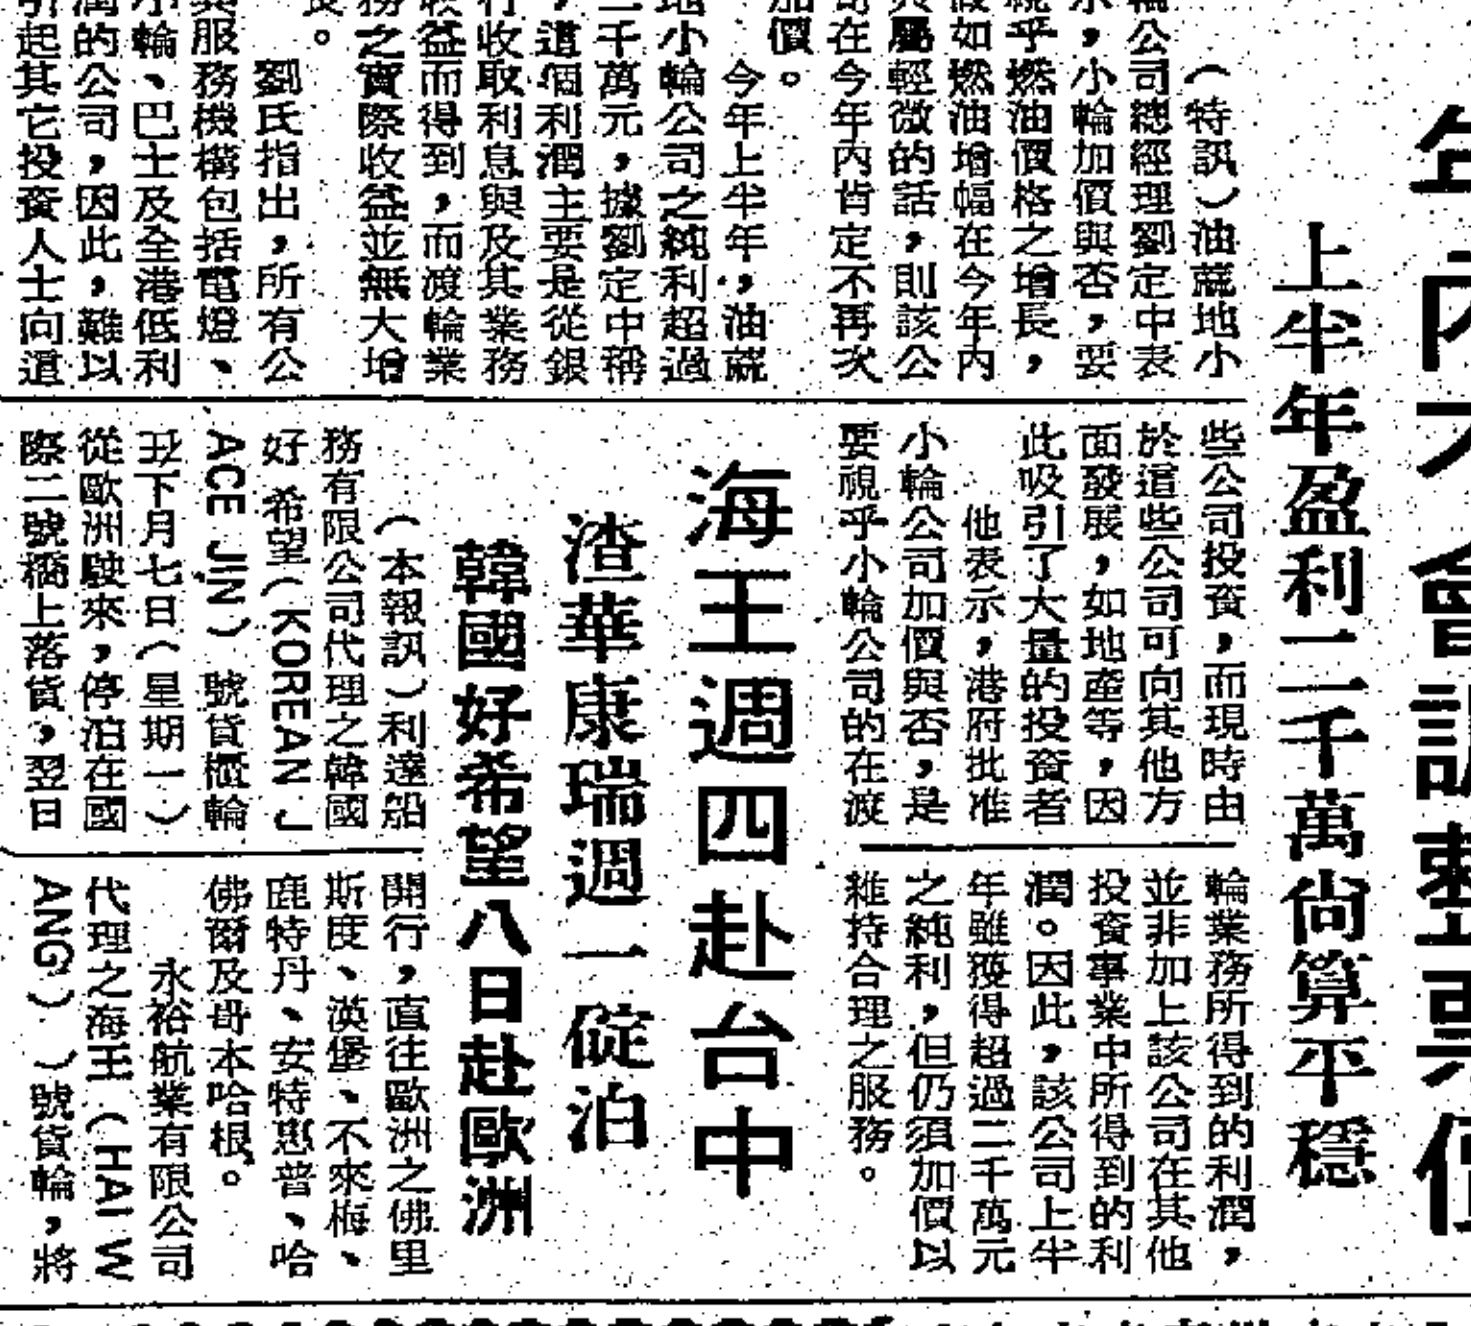 年內不會調整票價
上半年盈利二千萬尚算平穩
（特訊）油蔴地小
輪公司總經理劉定中表
示，小輪加價與否，要
視乎燃油價格之增長，
假如燃油增幅在今年內
只屬輕微的話，則該公
司在今年內肯定不再次
加價。
今年上半年，油蔴
地小輪公司之純利超過
二千萬元，據劉定中稱
，這個利潤主要是從銀
行收取利息與及其業務
收益而得到，而渡輪業
務之實際收益並無大增
長。
劉氏指出，所有公
共服務機構包括電燈、
小輪、巴士及全港低利
潤的公司，因此，難以
引起其它投資人士向這
些公司投資，而現時由
於這些公司可向其他方
面發展，如地產等，因
此吸引了大量的投資者
他表示，港府批准
小輪公司加價與否，是
要視乎小輪公司的在渡
輪業務所得到的利潤，
並非加上該公司在其他
投資事業中所得到的利
潤。因此，該公司上半
年雖獲得超過二千萬元
之純利，但仍須加價以
維持合理之服務。
海王週四赴台中
渣華康瑞週一碇泊
韓國好希望八日赴歐洲
（本報訊）利達船
務有限公司代理之韓國
好希望（KOREAN J
ACE JIN）號貨櫃輪
丑下月七日（星期一）
從歐洲駛來，停泊在國
際二號橋上落貨，翌日
開行，直往歐洲之佛里
斯度、漢堡、不來梅、
鹿特丹、安特思普、哈
佛爾及哥本哈根。
永裕航業有限公司
代理之海王（HAI W
ANG）號貨輪，將